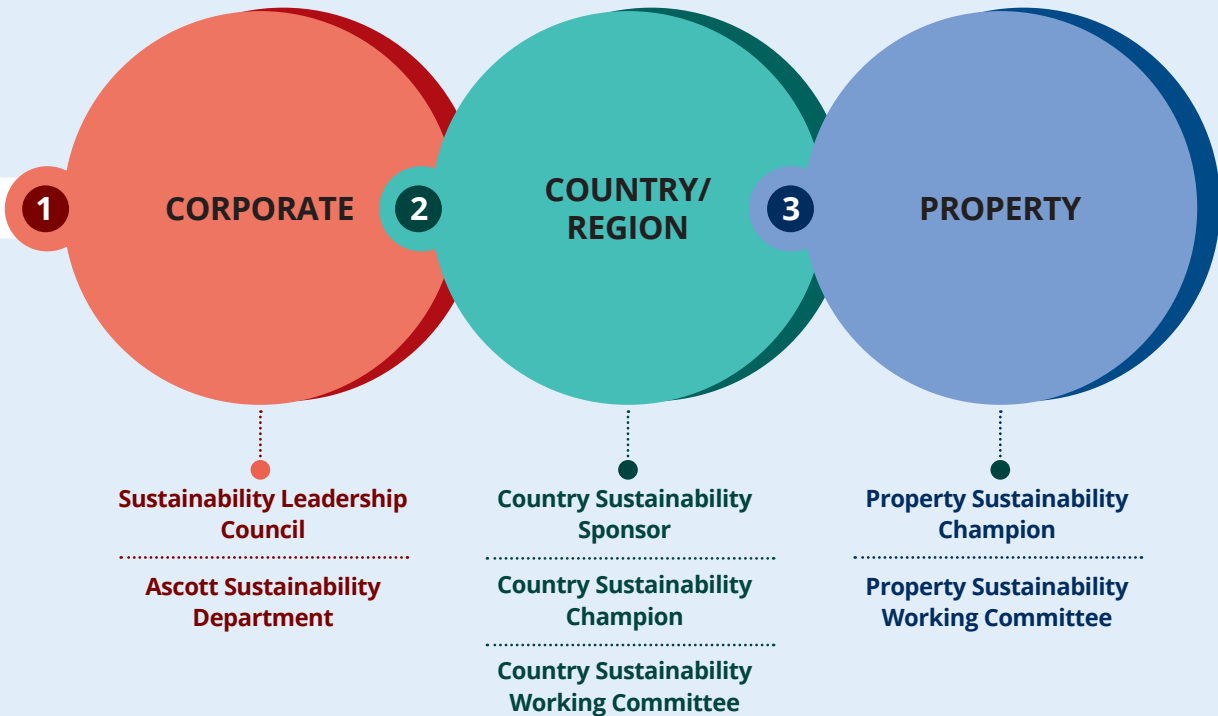 1
CORPORATE
2
COUNTRY/
REGION
3
PROPERTY
Sustainability Leadership
Council
Ascott Sustainability
Department
Country Sustainability
Sponsor
Country Sustainability
Champion
Country Sustainability
Working Committee
Property Sustainability
Champion
Property Sustainability
Working Committee